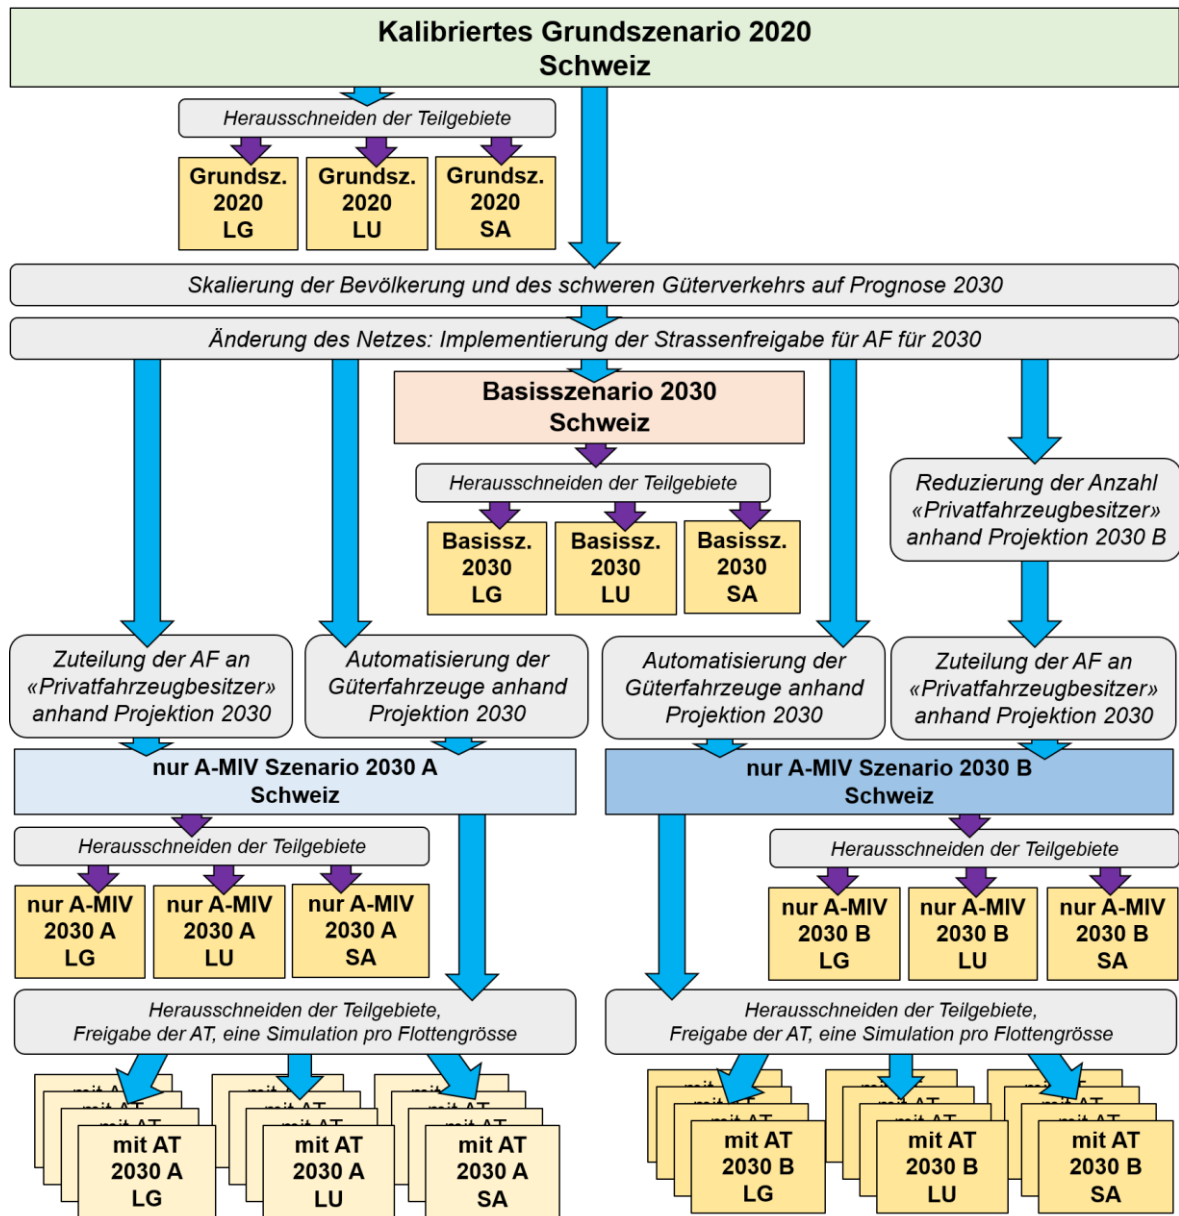 Kalibriertes Grundszenario 2020
Schweiz
Herausschneiden der Teilgebiete
Grundsz.
2020
LG
Grundsz.
2020
LU
Grundsz.
2020
SA
Skalierung der Bevölkerung und des schweren Güterverkehrs auf Prognose 2030
Änderung des Netzes: Implementierung der Strassenfreigabe für AF für 2030
Basisszenario 2030
Schweiz
Herausschneiden der Teilgebiete
Basissz.
2030
LG
Basissz.
2030
LU
Basissz.
2030
SA
Reduzierung der Anzahl
«Privatfahrzeugbesitzer»
anhand Projektion 2030 B
Zuteilung der AF an
«Privatfahrzeugbesitzer»
anhand Projektion 2030
Automatisierung der
Güterfahrzeuge anhand
Projektion 2030
Automatisierung der
Güterfahrzeuge anhand
Projektion 2030
Zuteilung der AF an
«Privatfahrzeugbesitzer»
anhand Projektion 2030
nur A-MIV Szenario 2030 A
Schweiz
nur A-MIV Szenario 2030 B
Schweiz
Herausschneiden der Teilgebiete
nur A-MIV
2030 A
LG
nur A-MIV
2030 A
LU
nur A-MIV
2030 A
SA
Herausschneiden der Teilgebiete
nur A-MIV
2030 B
LG
nur A-MIV
2030 B
LU
nur A-MIV
2030 B
SA
Herausschneiden der Teilgebiete,
Freigabe der AT, eine Simulation pro Flottengrösse
Herausschneiden der Teilgebiete,
Freigabe der AT, eine Simulation pro Flottengrösse
mit AT
2030 A
LG
mit AT
2030 A
LU
mit AT
2030 A
SA
mit AT
2030 B
LG
mit AT
2030 B
LU
mit AT
2030 B
SA